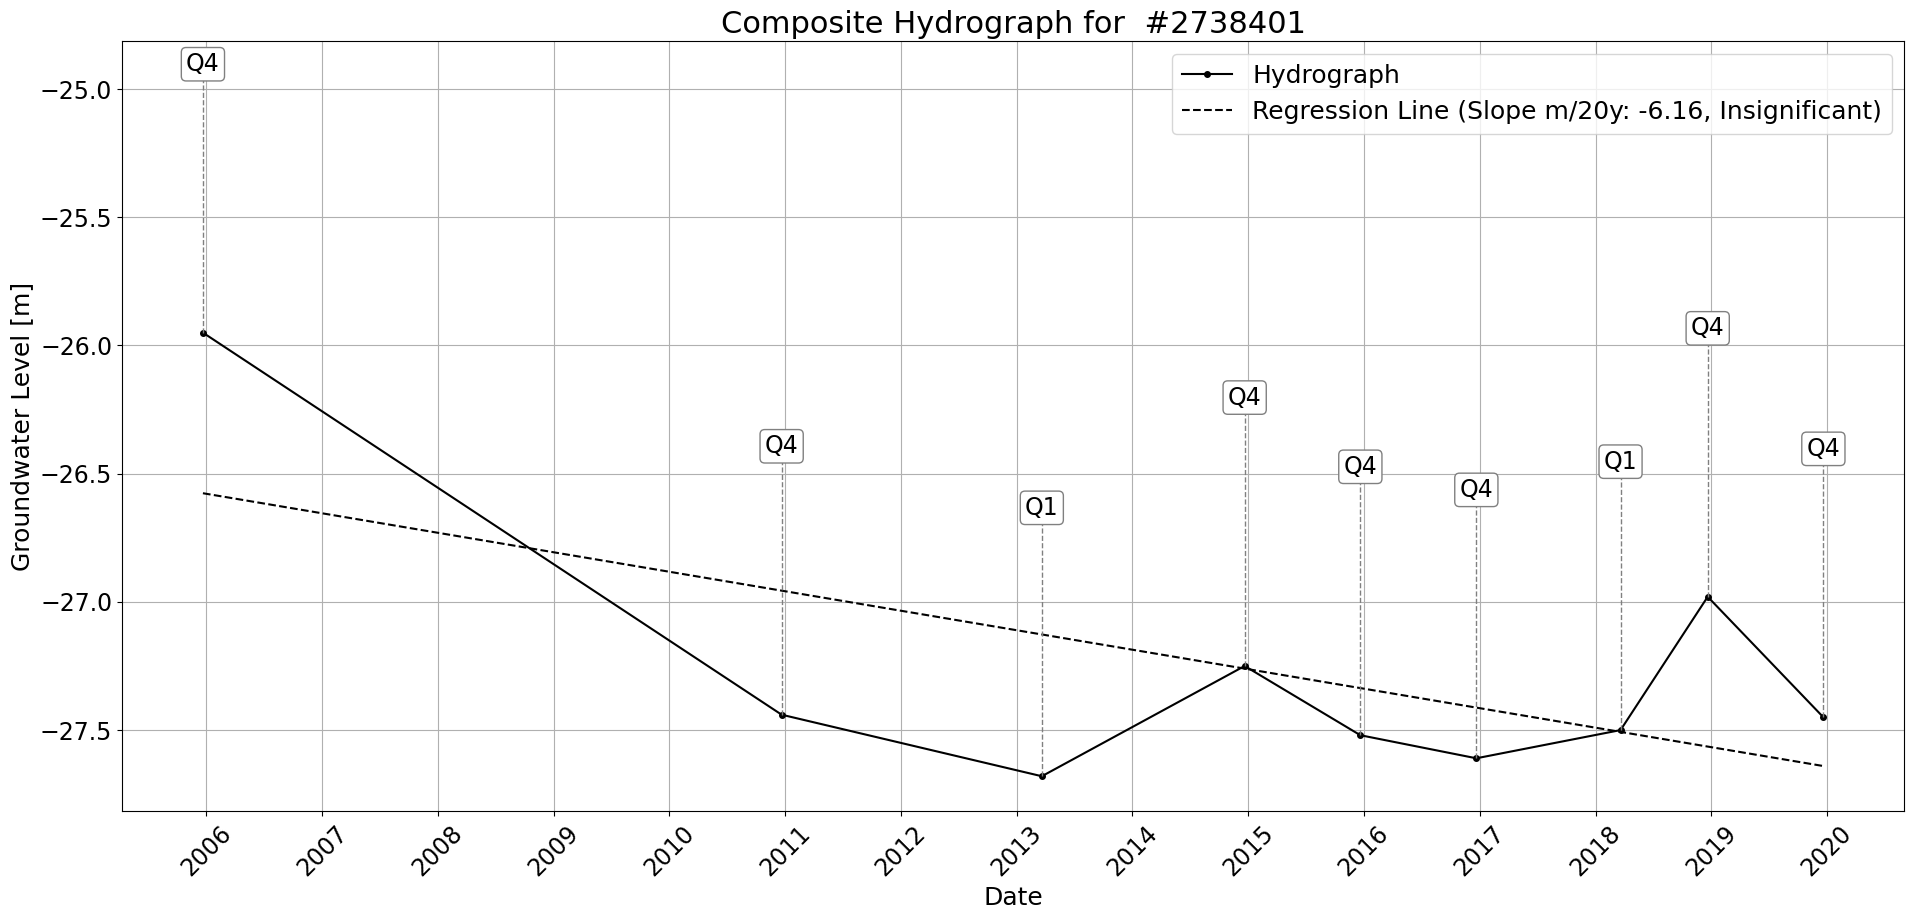 Composite Hydrograph for  #2738401
Hydrograph
Regression Line (Slope m/20y: -6.16, Insignificant)
Groundwater Level [m]
−25.0
−25.5
−26.0
−26.5
−27.0
−27.5
Q4
Q4
Q1
Q4
Q4
Q4
Q1
Q4
Q4
2006
2007
2008
2009
2010
2011
2012
2013
2014
2015
2016
2017
2018
2019
2020
Date